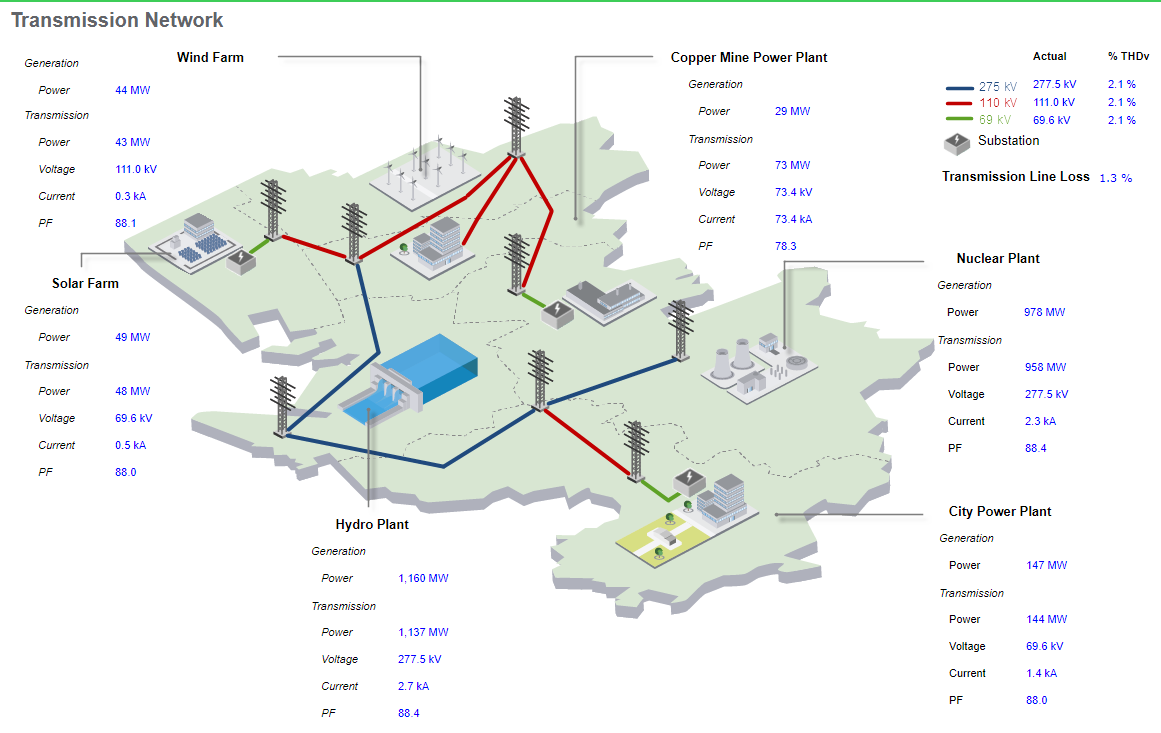 Transmission Network
Wind Farm
Generation
Power 44 MW
Transmission
Power 43 MW
Voltage 111.0 kV
Current 0.3 kA
PF 88.1
Copper Mine Power Plant
Generation
Power 29 MW
Transmission
Power 73 MW
Voltage 73.4 kV
Current 73.4 kA
PF 78.3
Actual % THDv
275 kV 277.5 kV 2.1 %
110 kV 111.0 kV 2.1 %
69 kV 69.6 kV 2.1 %
Substation
Transmission Line Loss 1.3 %
Solar Farm
Generation
Power 49 MW
Transmission
Power 48 MW
Voltage 69.6 kV
Current 0.5 kA
PF 88.0
Nuclear Plant
Generation
Power 978 MW
Transmission
Power 958 MW
Voltage 277.5 kV
Current 2.3 kA
PF 88.4
Hydro Plant
Generation
Power 1,160 MW
Transmission
Power 1,137 MW
Voltage 277.5 kV
Current 2.7 kA
PF 88.4
City Power Plant
Generation
Power 147 MW
Transmission
Power 144 MW
Voltage 69.6 kV
Current 1.4 kA
PF 88.0